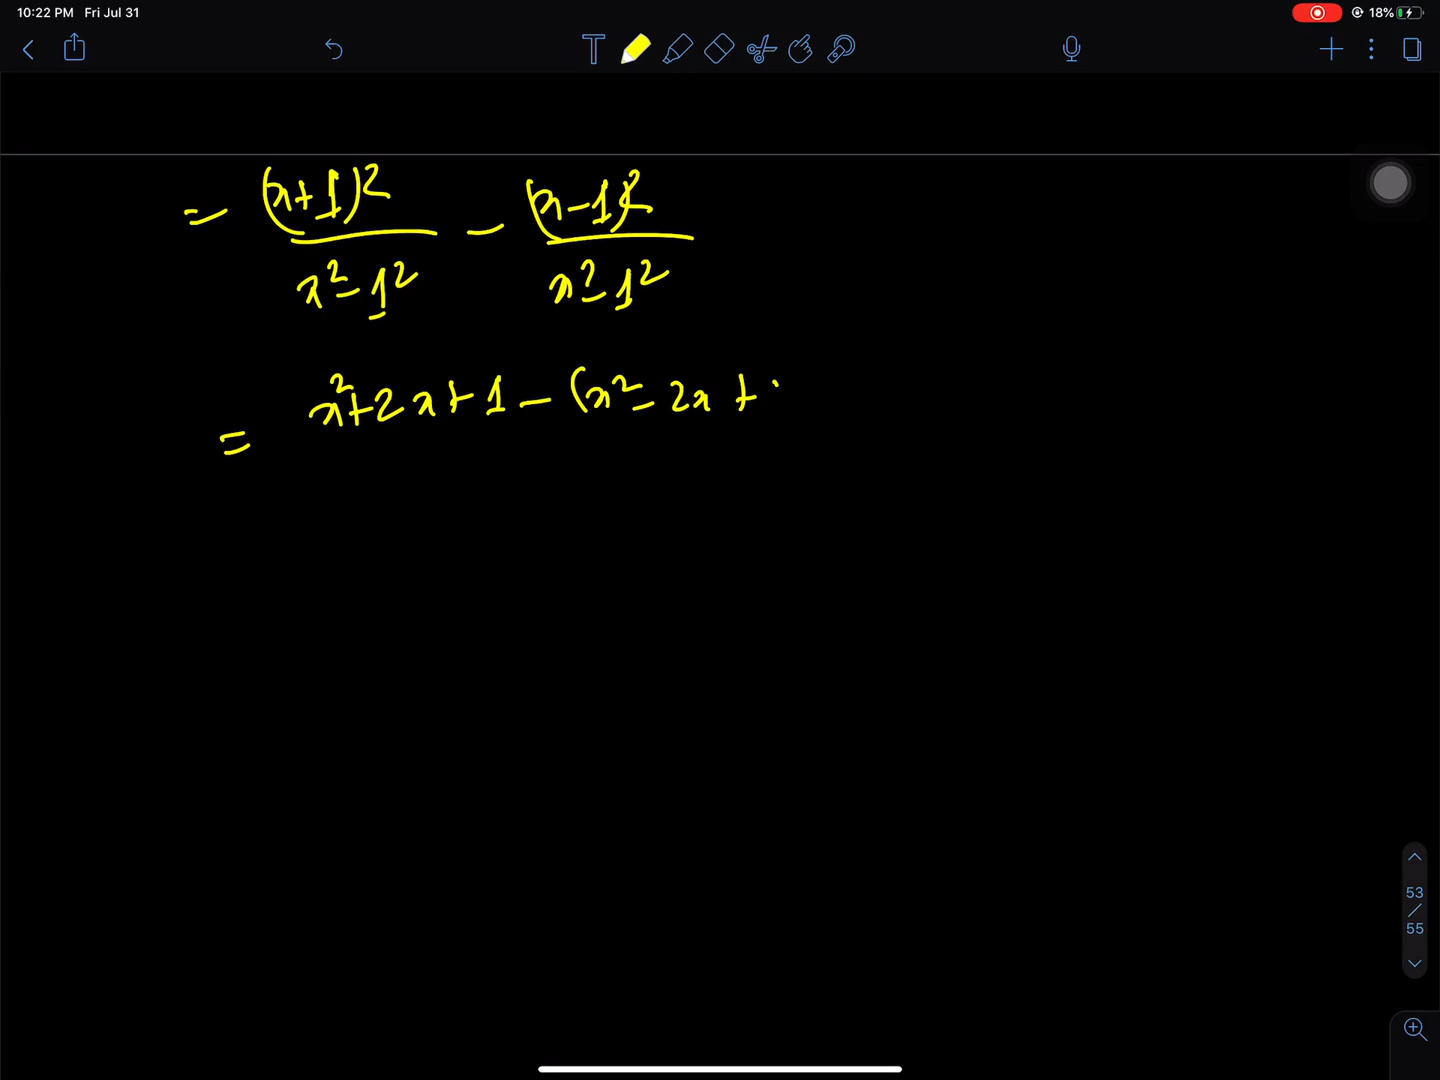 10:22 PM Fri Jul 31
18%
T
= (x+1)² / x²-1² - (x-1)² / x²-1²
= x²+2x+1-(x²-2x+
53
/
55